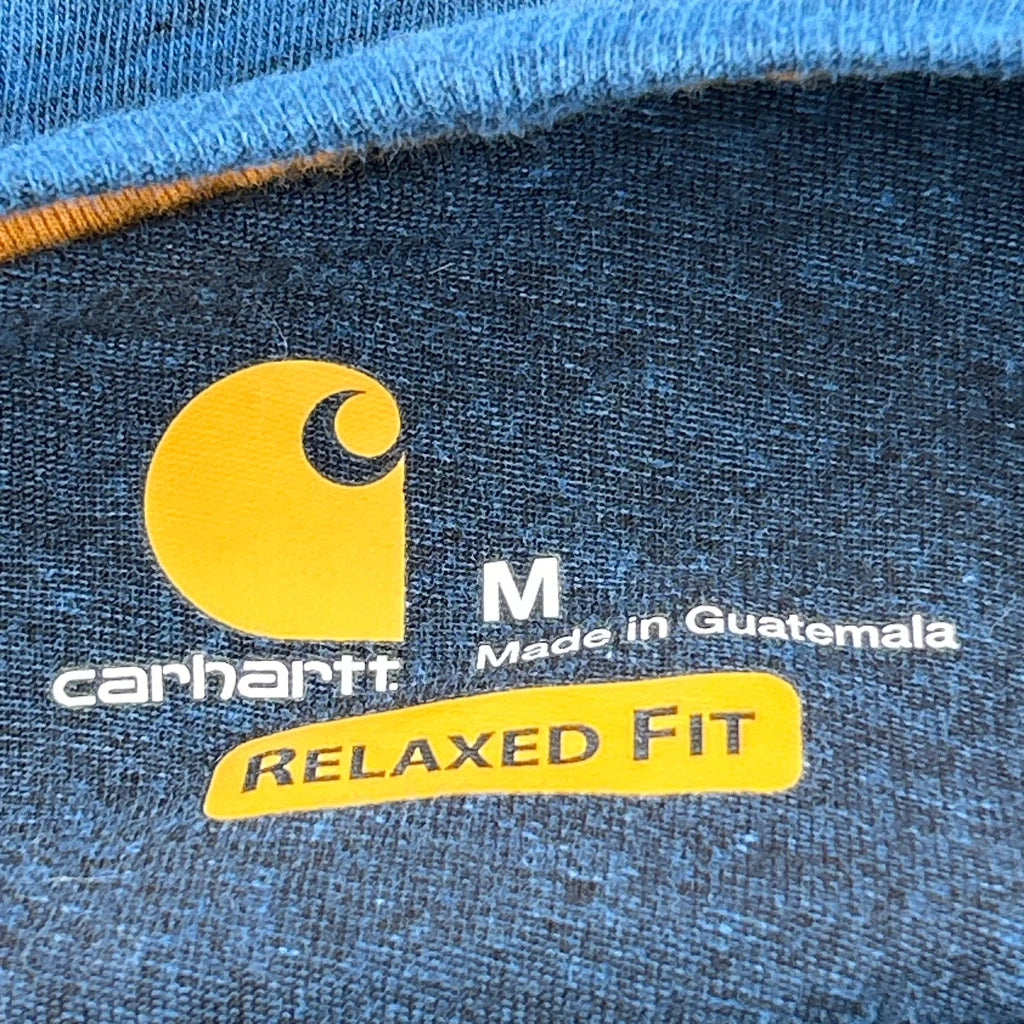 carhartt.
M
Made in Guatemala
RELAXED FIT